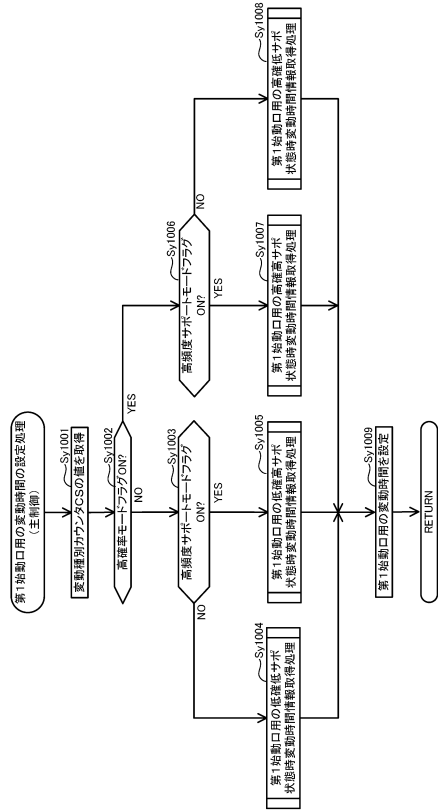 第1始動口用の変動時間の設定処理
(主制御)
Sy1001
変動種別カウンタCSの値を取得
Sy1002
高確率モードフラグON?
YES
NO
Sy1003
高頻度サポートモードフラグ
ON?
NO
YES
Sy1006
高頻度サポートモードフラグ
ON?
NO
YES
Sy1004
第1始動口用の低確低サポ
状態時変動時間情報取得処理
Sy1005
第1始動口用の低確高サポ
状態時変動時間情報取得処理
Sy1007
第1始動口用の高確高サポ
状態時変動時間情報取得処理
Sy1008
第1始動口用の高確低サポ
状態時変動時間情報取得処理
Sy1009
第1始動口用の変動時間を設定
RETURN